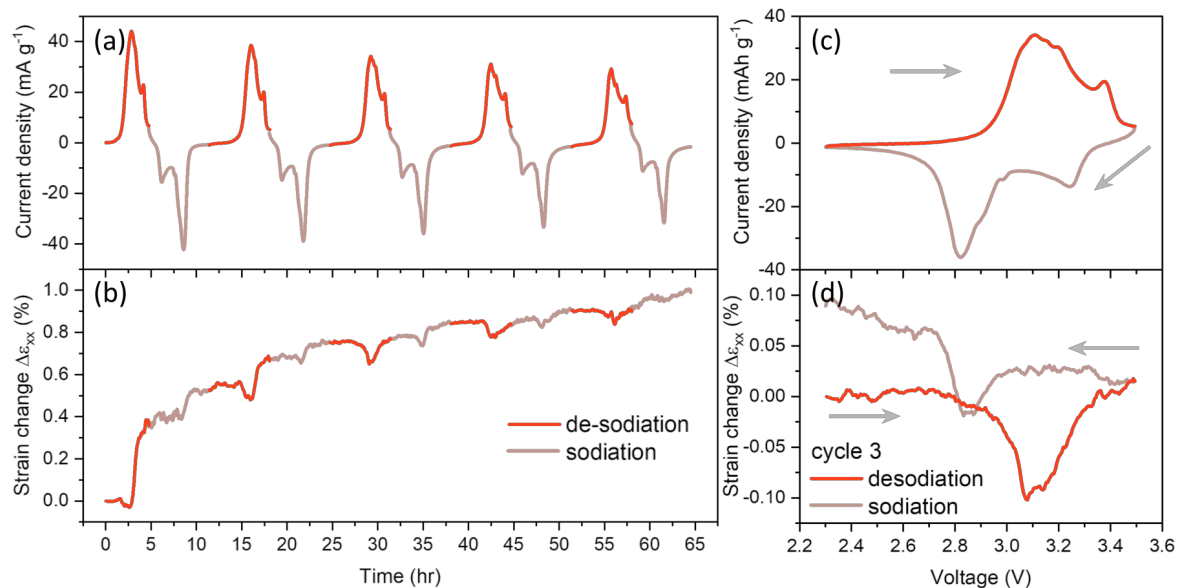 (a)
Current density (mA g⁻¹)
40
20
0
-20
-40
(b)
Strain change Δεxx (%)
1.0
0.8
0.6
0.4
0.2
0.0
de-sodiation
sodiation
0 5 10 15 20 25 30 35 40 45 50 55 60 65
Time (hr)
(c)
Current density (mAh g⁻¹)
40
20
0
-20
-40
(d)
Strain change Δεxx (%)
0.10
0.05
0.00
-0.05
-0.10
cycle 3
desodiation
sodiation
2.2 2.4 2.6 2.8 3.0 3.2 3.4 3.6
Voltage (V)